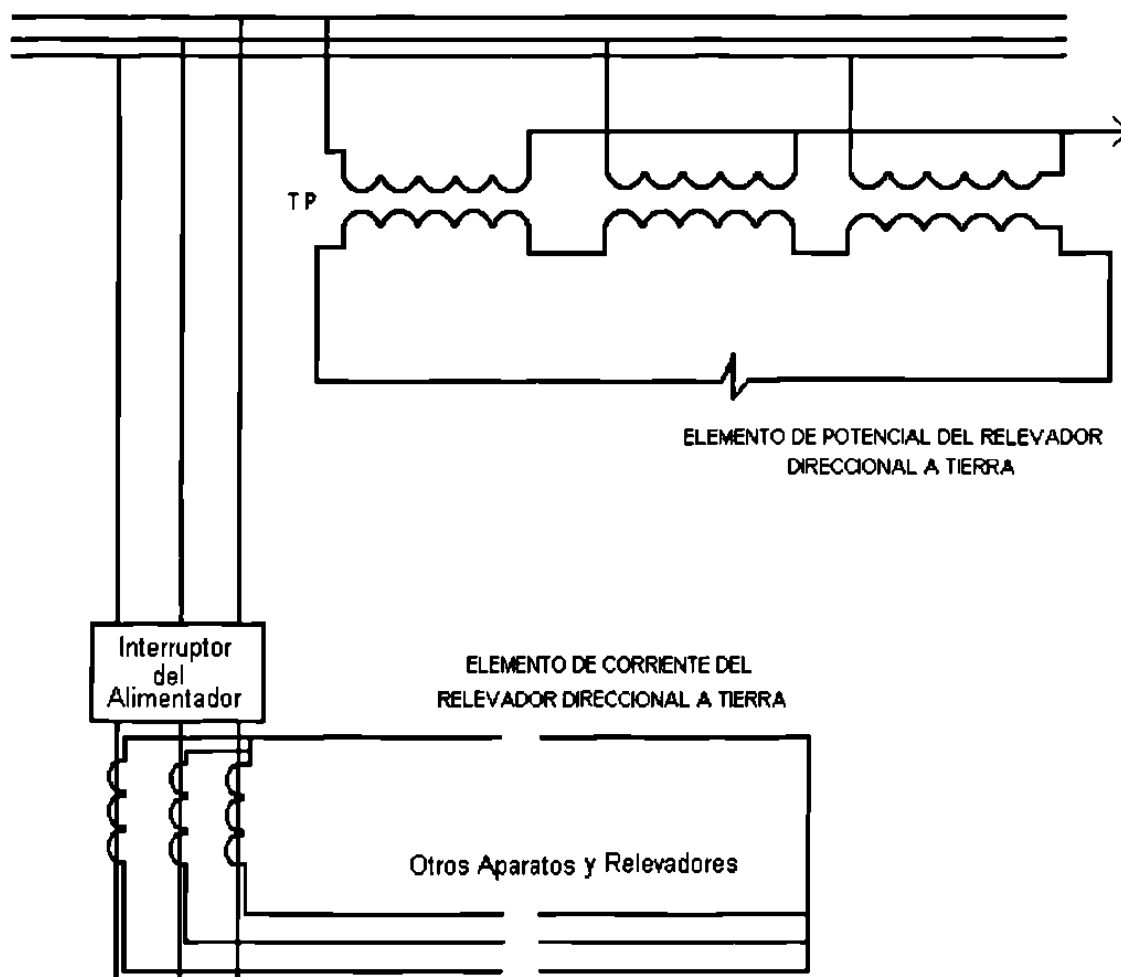 T P
ELEMENTO DE POTENCIAL DEL RELEVADOR
DIRECCIONAL A TIERRA
Interruptor
del
Alimentador
ELEMENTO DE CORRIENTE DEL
RELEVADOR DIRECCIONAL A TIERRA
Otros Aparatos y Relevadores